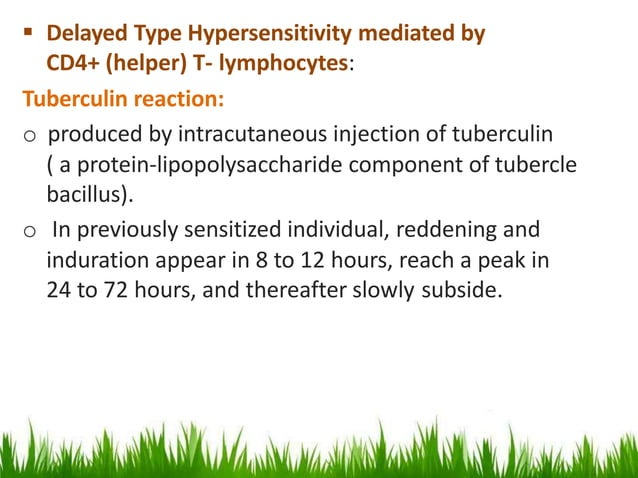 ▪ Delayed Type Hypersensitivity mediated by
CD4+ (helper) T- lymphocytes:
Tuberculin reaction:
o produced by intracutaneous injection of tuberculin
( a protein-lipopolysaccharide component of tubercle
bacillus).
o In previously sensitized individual, reddening and
induration appear in 8 to 12 hours, reach a peak in
24 to 72 hours, and thereafter slowly subside.